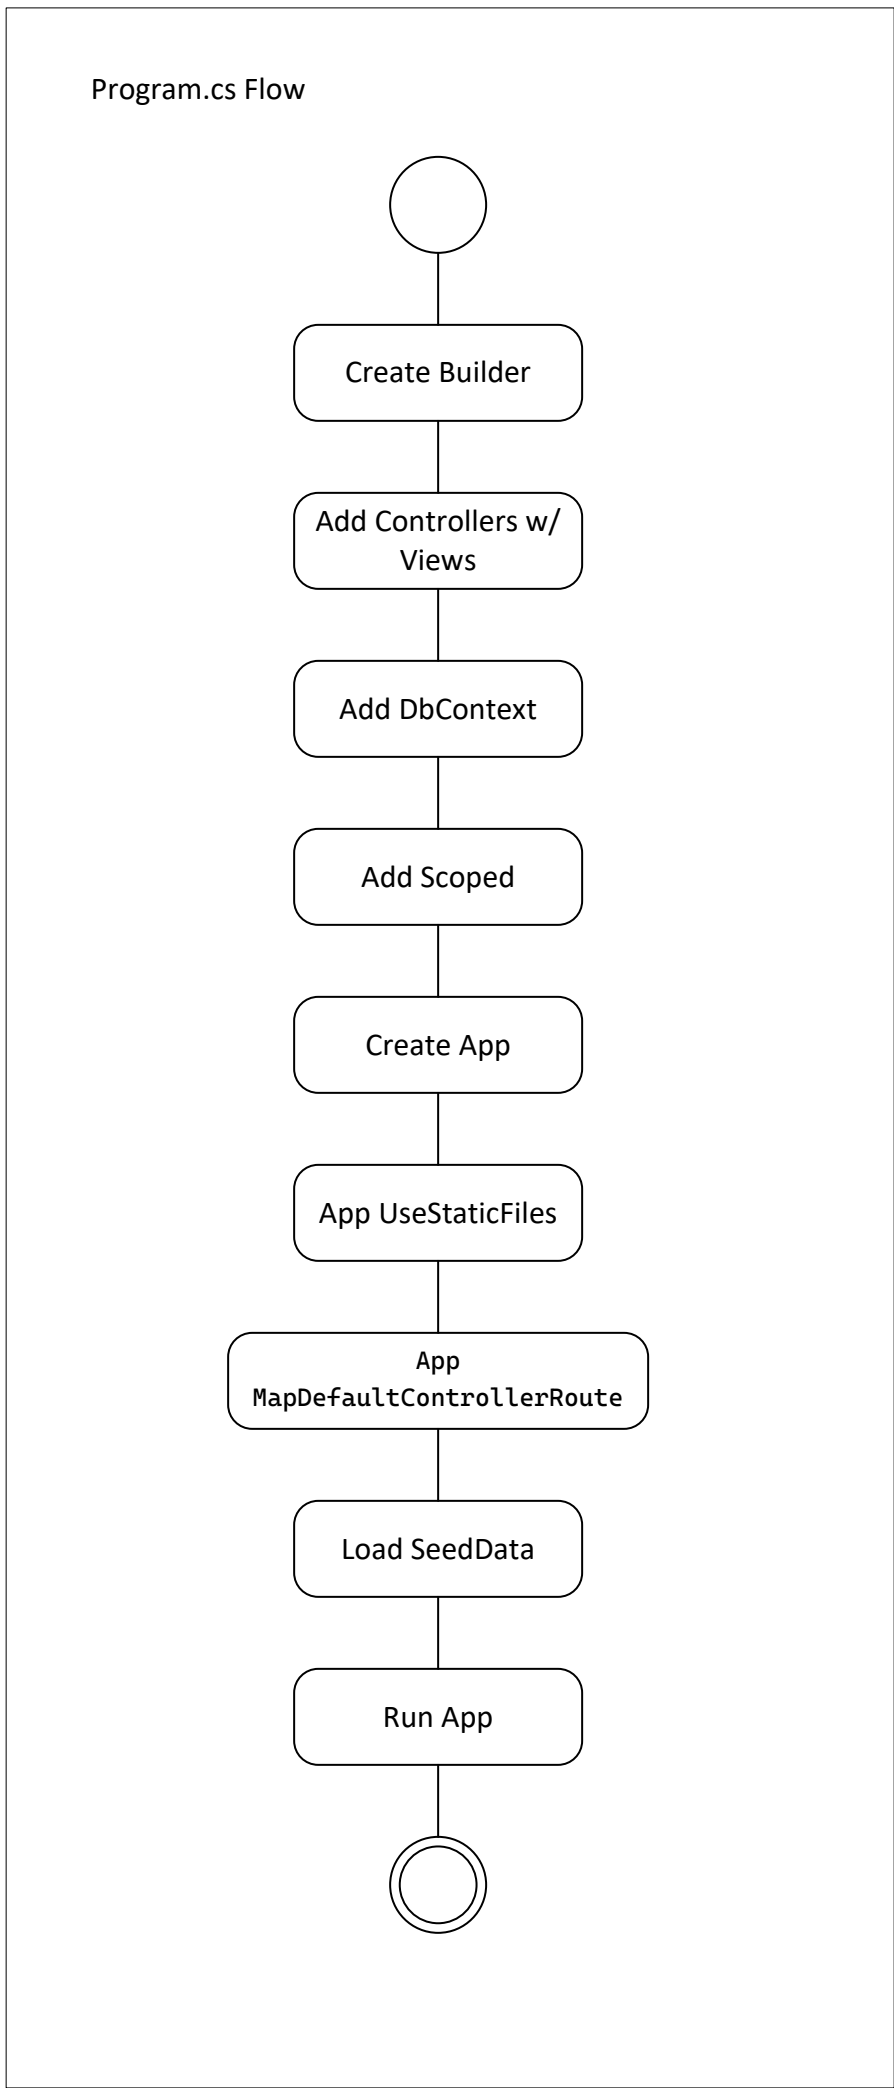 Program.cs Flow
Create Builder
Add Controllers w/
Views
Add DbContext
Add Scoped
Create App
App UseStaticFiles
App
MapDefaultControllerRoute
Load SeedData
Run App